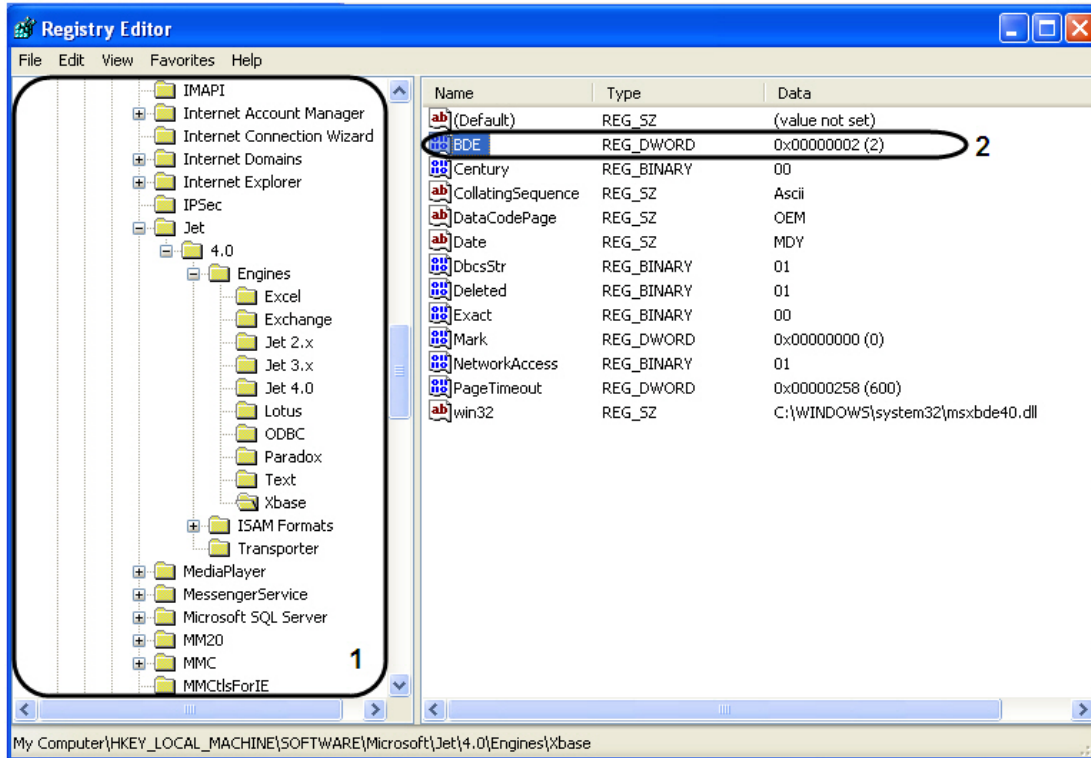 Registry Editor
File Edit View Favorites Help
IMAPI
Internet Account Manager
Internet Connection Wizard
Internet Domains
Internet Explorer
IPSec
Jet
4.0
Engines
Excel
Exchange
Jet 2.x
Jet 3.x
Jet 4.0
Lotus
ODBC
Paradox
Text
Xbase
ISAM Formats
Transporter
MediaPlayer
MessengerService
Microsoft SQL Server
MM20
MMC
MMCtlsForIE
1
Name Type Data
(Default) REG_SZ (value not set)
BDE REG_DWORD 0x00000002 (2)
2
Century REG_BINARY 00
CollatingSequence REG_SZ Ascii
DataCodePage REG_SZ OEM
Date REG_SZ MDY
DbcsStr REG_BINARY 01
Deleted REG_BINARY 01
Exact REG_BINARY 00
Mark REG_DWORD 0x00000000 (0)
NetworkAccess REG_BINARY 01
PageTimeout REG_DWORD 0x00000258 (600)
win32 REG_SZ C:\WINDOWS\system32\msxbde40.dll
My Computer\HKEY_LOCAL_MACHINE\SOFTWARE\Microsoft\Jet\4.0\Engines\Xbase